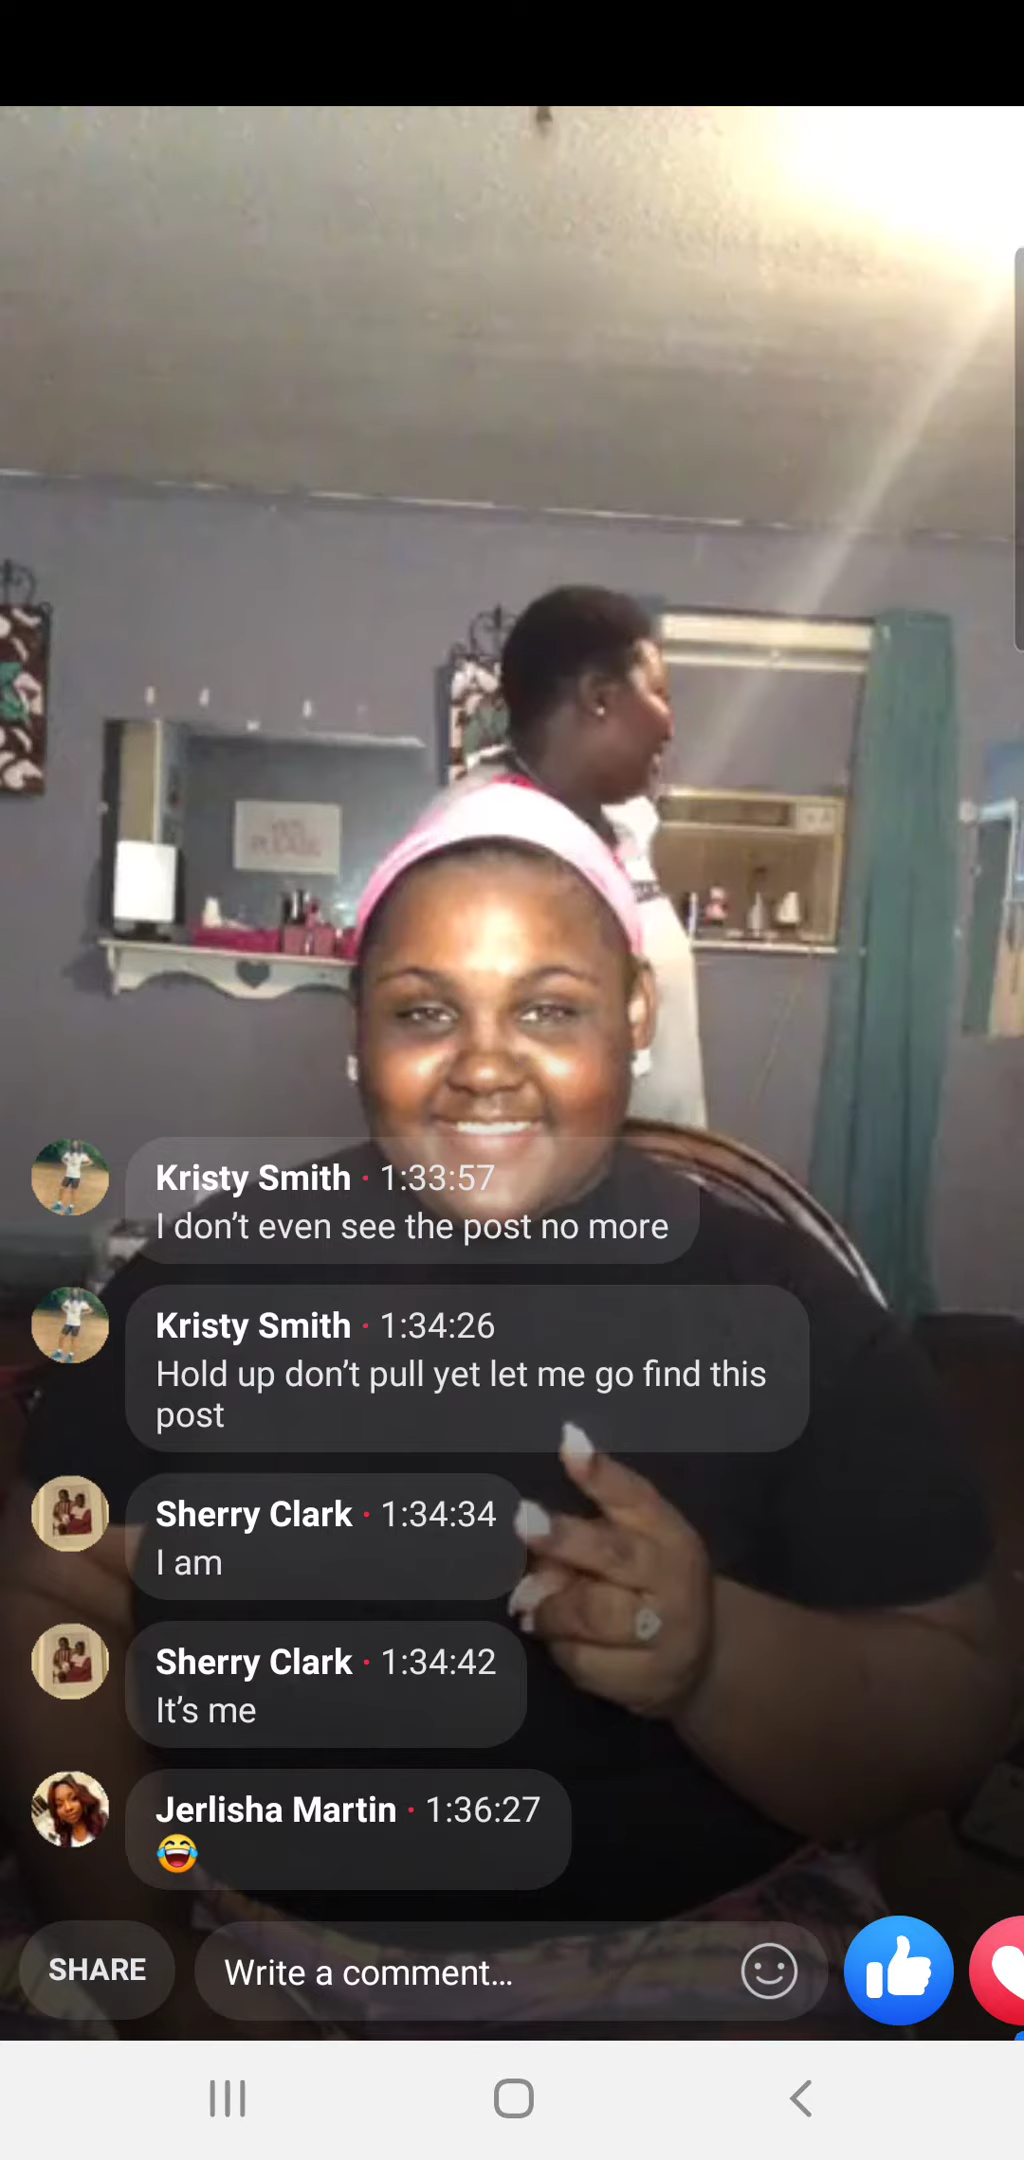 Kristy Smith · 1:33:57
I don’t even see the post no more
Kristy Smith · 1:34:26
Hold up don’t pull yet let me go find this
post
Sherry Clark · 1:34:34
I am
Sherry Clark · 1:34:42
It’s me
Jerlisha Martin · 1:36:27
😂
SHARE
Write a comment...